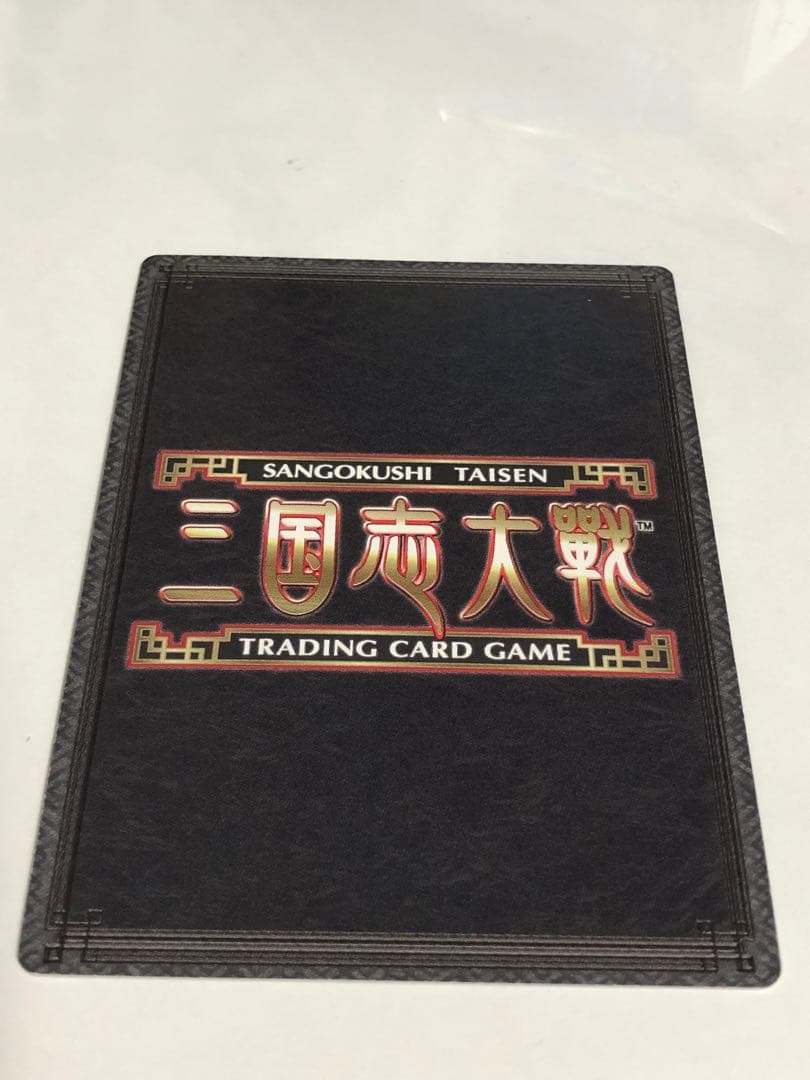 SANGOKUSHI TAISEN
三国志大戦™
TRADING CARD GAME